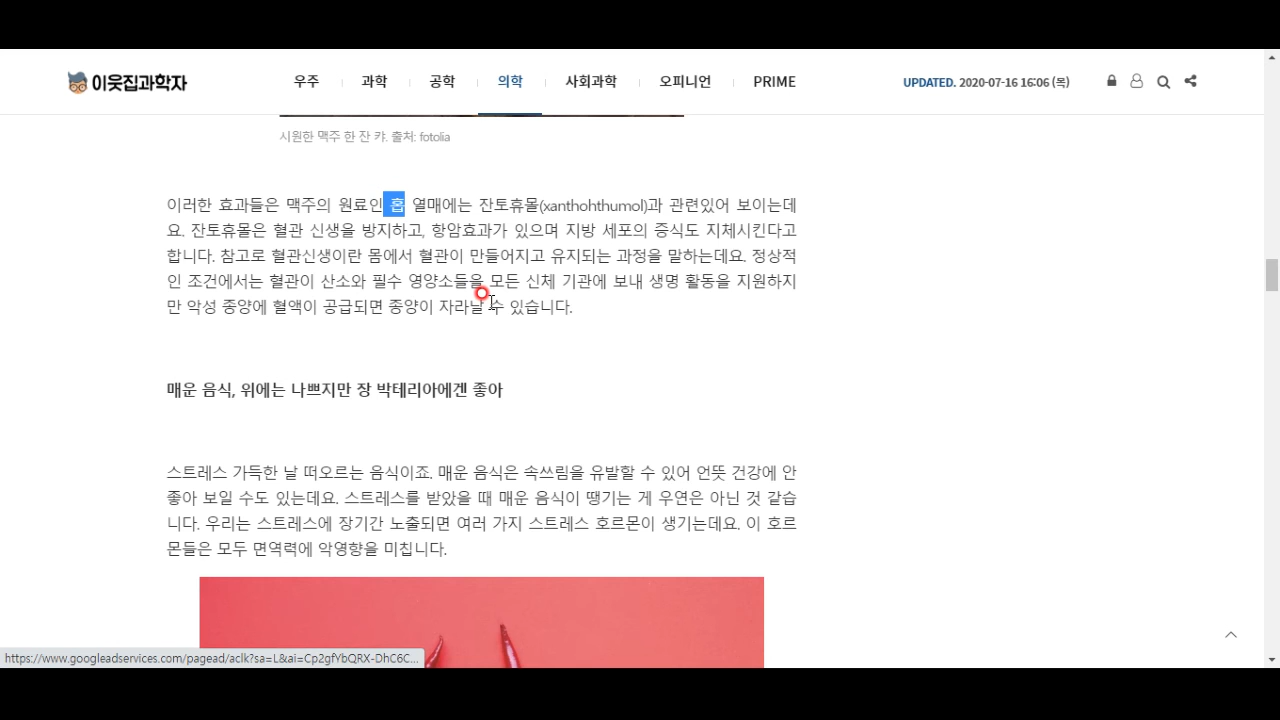 이웃집과학자
우주 과학 공학 의학 사회과학 오피니언 PRIME
UPDATED. 2020-07-16 16:06 (목)
시원한 맥주 한 잔 캬. 출처: fotolia
이러한 효과들은 맥주의 원료인 홉 열매에는 잔토휴몰(xanthohthumol)과 관련있어 보이는데
요. 잔토휴몰은 혈관 신생을 방지하고, 항암효과가 있으며 지방 세포의 증식도 지체시킨다고
합니다. 참고로 혈관신생이란 몸에서 혈관이 만들어지고 유지되는 과정을 말하는데요. 정상적
인 조건에서는 혈관이 산소와 필수 영양소들을 모든 신체 기관에 보내 생명 활동을 지원하지
만 악성 종양에 혈액이 공급되면 종양이 자라날 수 있습니다.
매운 음식, 위에는 나쁘지만 장 박테리아에겐 좋아
스트레스 가득한 날 떠오르는 음식이죠. 매운 음식은 속쓰림을 유발할 수 있어 언뜻 건강에 안
좋아 보일 수도 있는데요. 스트레스를 받았을 때 매운 음식이 땡기는 게 우연은 아닌 것 같습
니다. 우리는 스트레스에 장기간 노출되면 여러 가지 스트레스 호르몬이 생기는데요. 이 호르
몬들은 모두 면역력에 악영향을 미칩니다.
https://www.googleadservices.com/pagead/aclk?sa=L&ai=Cp2gfYbQRX-DhC6C...